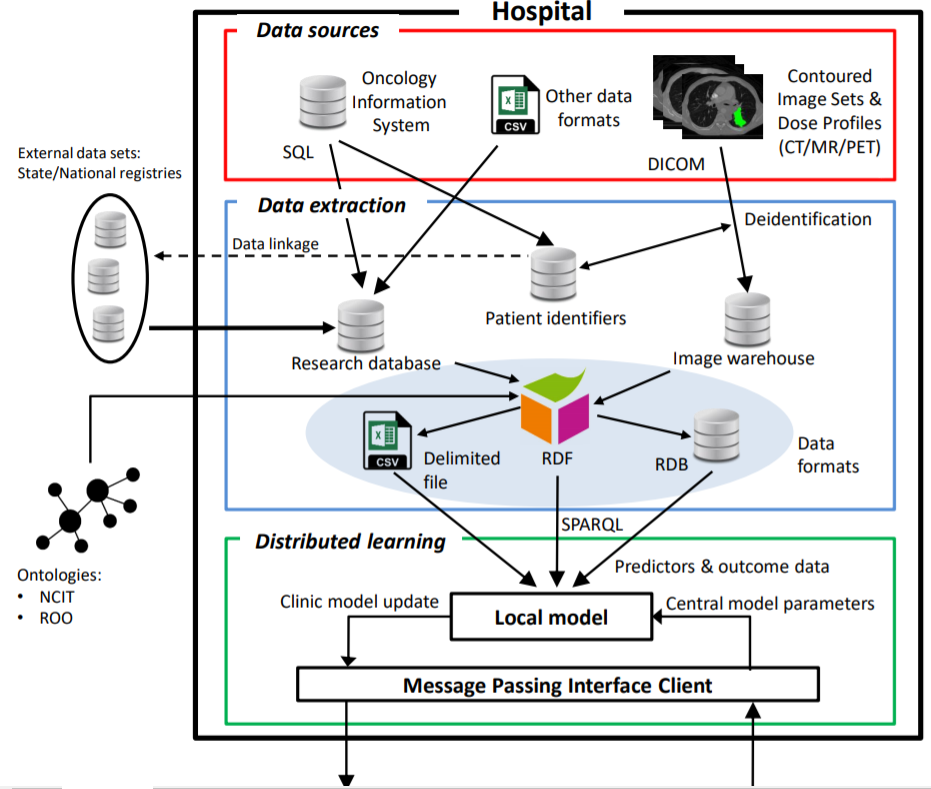 Hospital
Data sources
Oncology
Information
System
SQL
CSV
Other data
formats
DICOM
Contoured
Image Sets &
Dose Profiles
(CT/MR/PET)
External data sets:
State/National registries
Data extraction
Deidentification
Data linkage
Patient identifiers
Research database
Image warehouse
CSV
Delimited
file
RDF
RDB
Data
formats
SPARQL
Ontologies:
• NCIT
• ROO
Distributed learning
Predictors & outcome data
Clinic model update
Local model
Central model parameters
Message Passing Interface Client